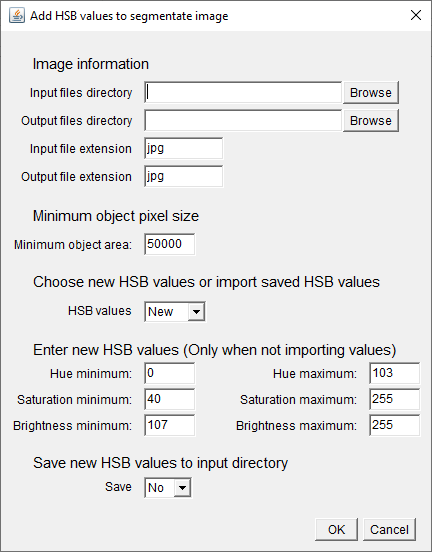 Add HSB values to segmentate image
Image information
Input files directory Browse
Output files directory Browse
Input file extension jpg
Output file extension jpg
Minimum object pixel size
Minimum object area: 50000
Choose new HSB values or import saved HSB values
HSB values New
Enter new HSB values (Only when not importing values)
Hue minimum: 0 Hue maximum: 103
Saturation minimum: 40 Saturation maximum: 255
Brightness minimum: 107 Brightness maximum: 255
Save new HSB values to input directory
Save No
OK Cancel